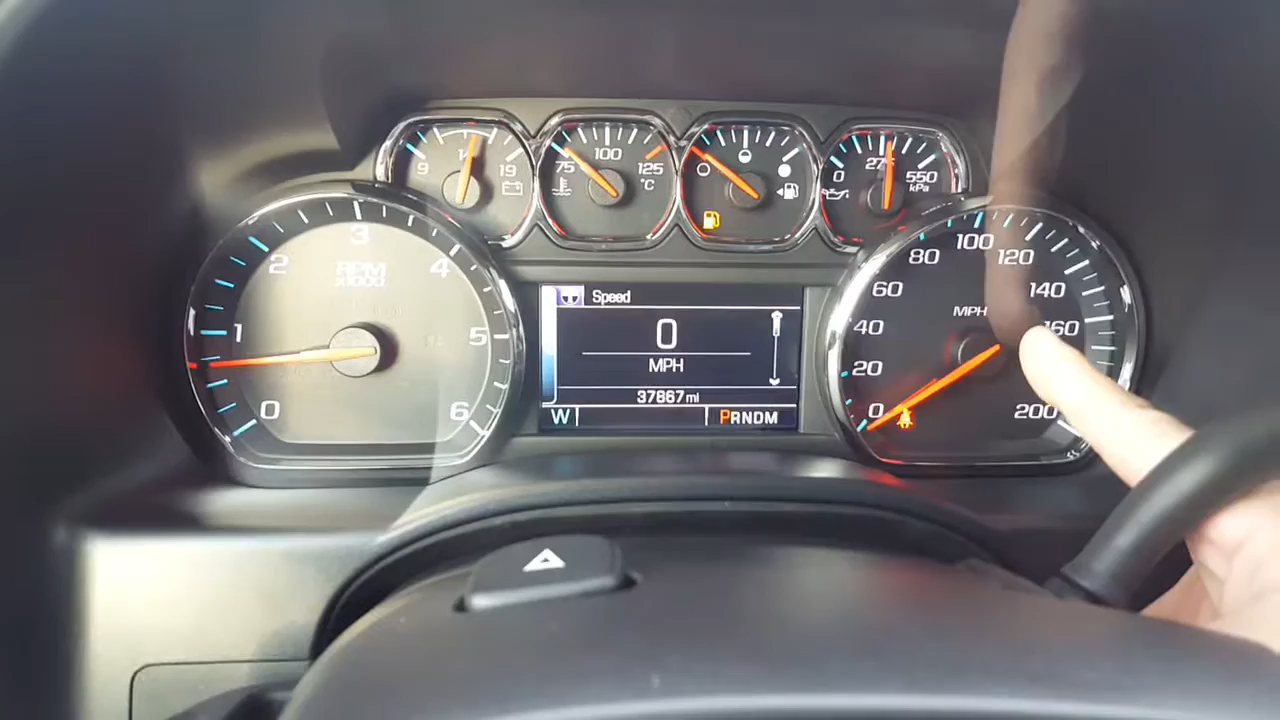 9 14 19
75 100 125
°C
0 275 550
kPa
0 1 2 3 4 5 6
RPM
x1000
Speed
0
MPH
37867 mi
W PRNDM
0 20 40 60 80 100 120 140 160 200
MPH